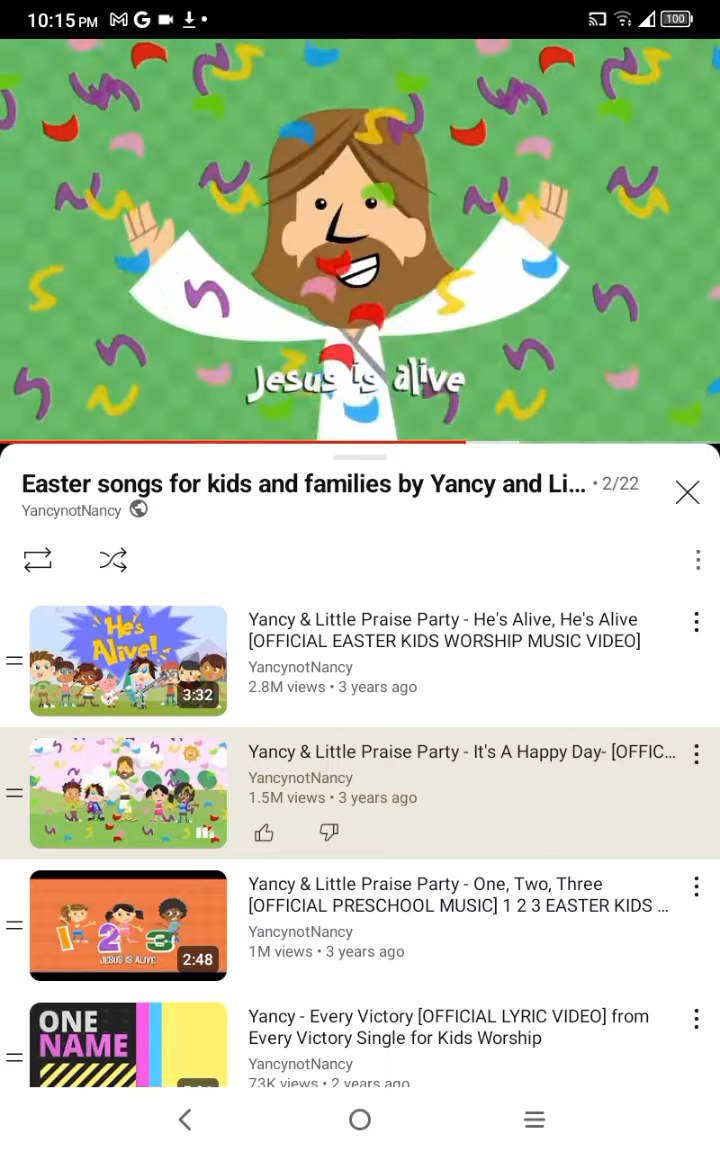 10:15 PM
100
Jesus is alive
Easter songs for kids and families by Yancy and Li... • 2/22
YancynotNancy
He's
Alive!
3:32
Yancy & Little Praise Party - He's Alive, He's Alive
[OFFICIAL EASTER KIDS WORSHIP MUSIC VIDEO]
YancynotNancy
2.8M views • 3 years ago
Yancy & Little Praise Party - It's A Happy Day- [OFFIC...
YancynotNancy
1.5M views • 3 years ago
1 2 3
JESUS IS ALIVE
2:48
Yancy & Little Praise Party - One, Two, Three
[OFFICIAL PRESCHOOL MUSIC] 1 2 3 EASTER KIDS ...
YancynotNancy
1M views • 3 years ago
ONE
NAME
Yancy - Every Victory [OFFICIAL LYRIC VIDEO] from
Every Victory Single for Kids Worship
YancynotNancy
73K views • 2 years ago